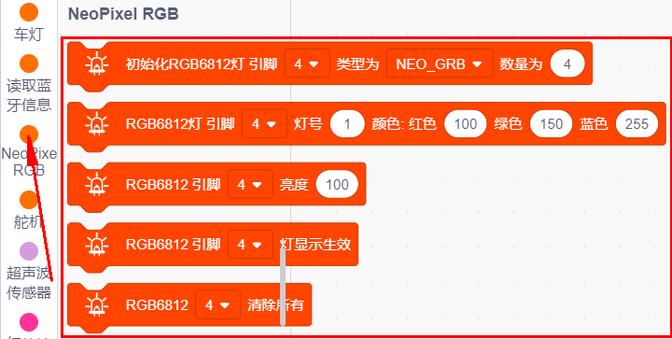 NeoPixel RGB
车灯
读取蓝
牙信息
NeoPixe
RGB
舵机
超声波
传感器
初始化RGB6812灯 引脚 4 类型为 NEO_GRB 数量为 4
RGB6812灯 引脚 4 灯号 1 颜色: 红色 100 绿色 150 蓝色 255
RGB6812 引脚 4 亮度 100
RGB6812 引脚 4 灯显示生效
RGB6812 4 清除所有